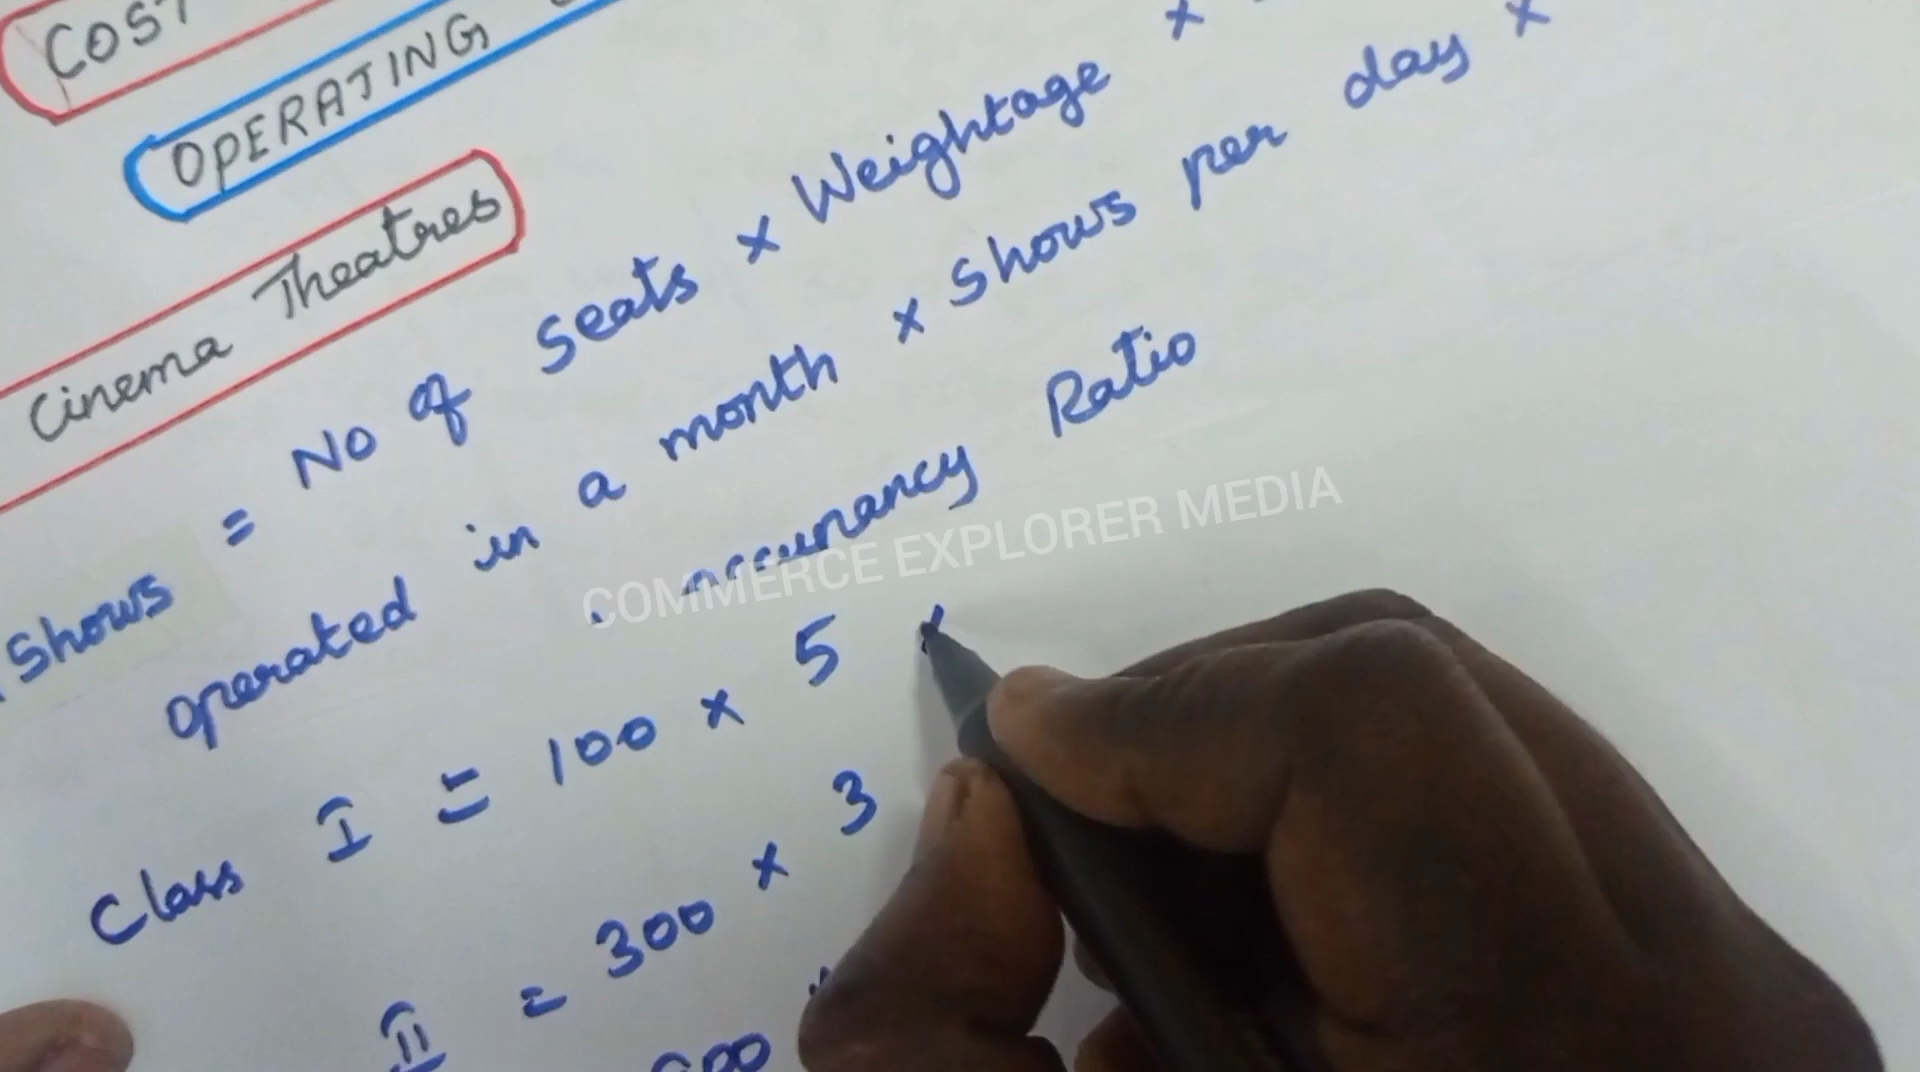 COST
OPERATING
Cinema Theatres
Shows = No of Seats × Weightage ×
operated in a month × Shows per day ×
occupancy Ratio
COMMERCE EXPLORER MEDIA
Class I = 100 × 5
II = 300 × 3